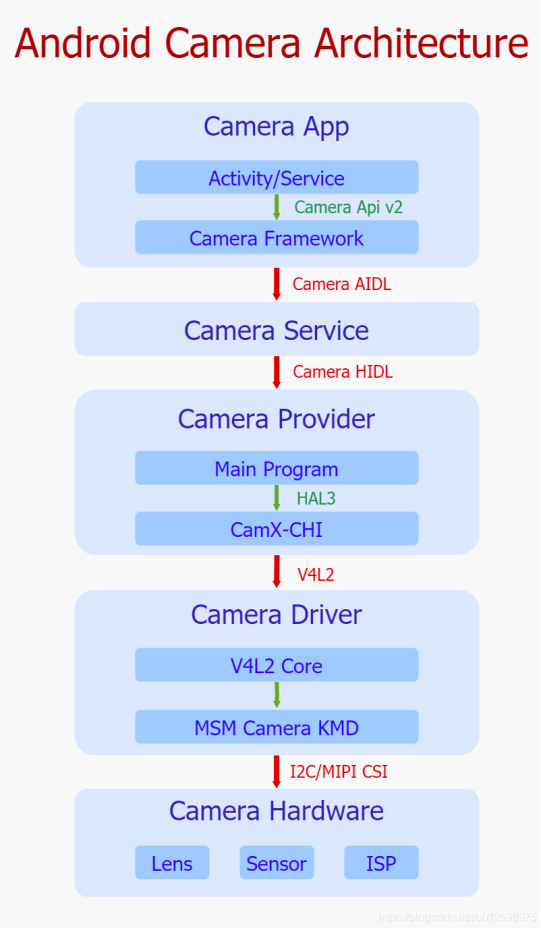 Android Camera Architecture
Camera App
Activity/Service
Camera Api v2
Camera Framework
Camera AIDL
Camera Service
Camera HIDL
Camera Provider
Main Program
HAL3
CamX-CHI
V4L2
Camera Driver
V4L2 Core
MSM Camera KMD
I2C/MIPI CSI
Camera Hardware
Lens Sensor ISP
https://blog.csdn.net/u012596975